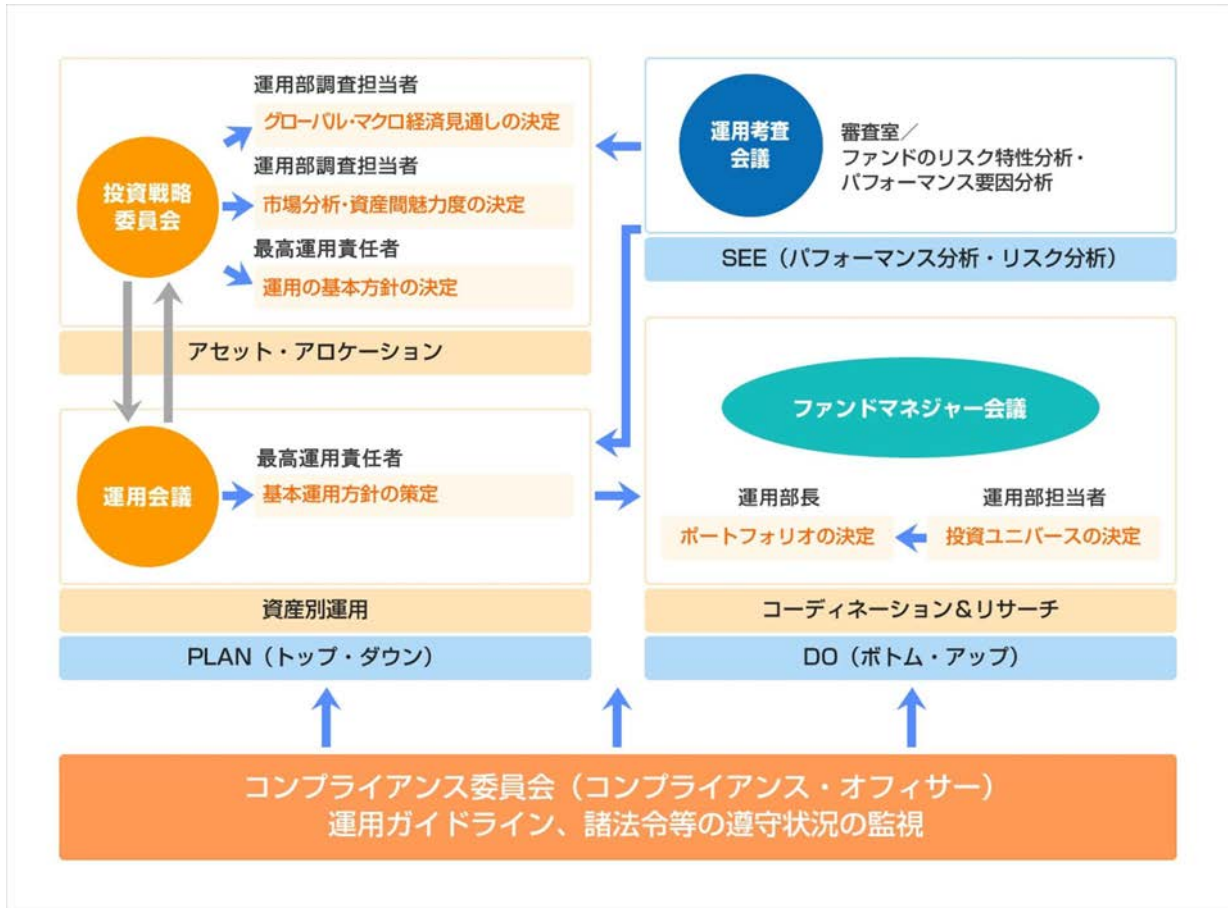 運用部調査担当者
グローバル・マクロ経済見通しの決定
投資戦略
委員会
運用部調査担当者
市場分析・資産間魅力度の決定
最高運用責任者
運用の基本方針の決定
アセット・アロケーション
運用考査
会議
審査室／
ファンドのリスク特性分析・
パフォーマンス要因分析
SEE（パフォーマンス分析・リスク分析）
運用会議
最高運用責任者
基本運用方針の策定
資産別運用
PLAN（トップ・ダウン）
ファンドマネジャー会議
運用部長
ポートフォリオの決定
運用部担当者
投資ユニバースの決定
コーディネーション＆リサーチ
DO（ボトム・アップ）
コンプライアンス委員会（コンプライアンス・オフィサー）
運用ガイドライン、諸法令等の遵守状況の監視